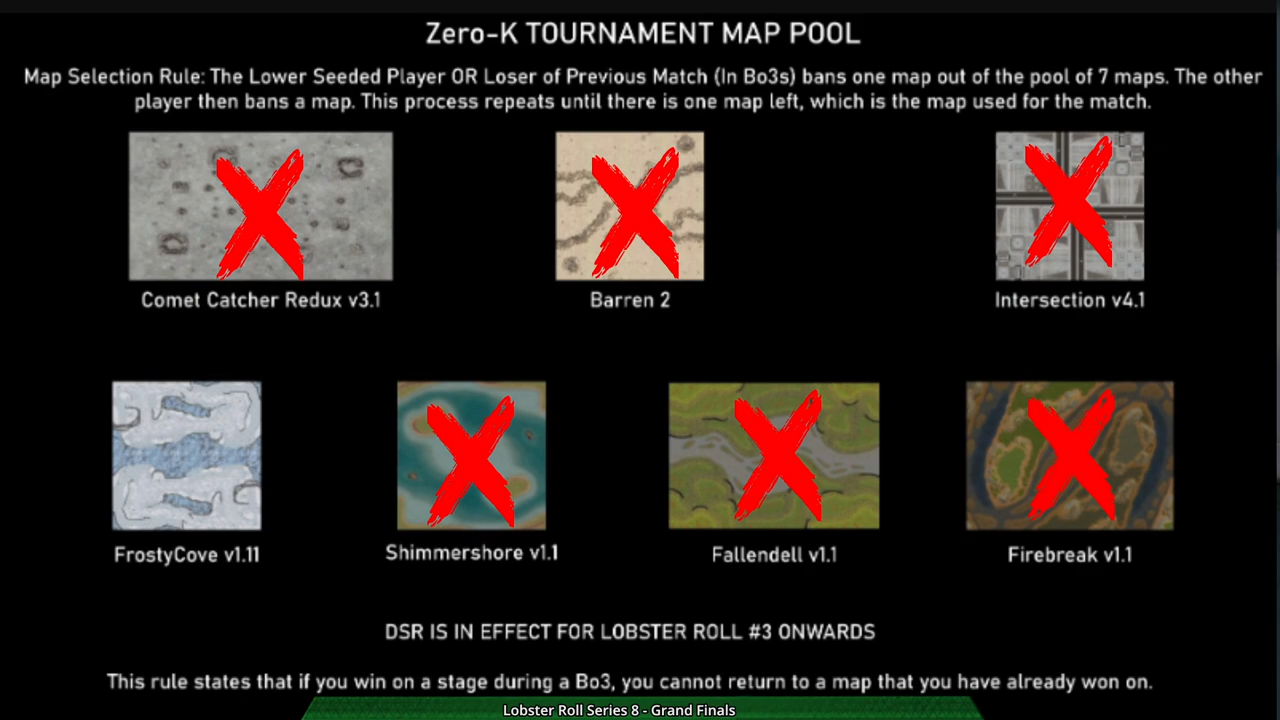 Zero-K TOURNAMENT MAP POOL
Map Selection Rule: The Lower Seeded Player OR Loser of Previous Match (In Bo3s) bans one map out of the pool of 7 maps. The other
player then bans a map. This process repeats until there is one map left, which is the map used for the match.
Comet Catcher Redux v3.1
Barren 2
Intersection v4.1
FrostyCove v1.11
Shimmershore v1.1
Fallendell v1.1
Firebreak v1.1
DSR IS IN EFFECT FOR LOBSTER ROLL #3 ONWARDS
This rule states that if you win on a stage during a Bo3, you cannot return to a map that you have already won on.
Lobster Roll Series 8 - Grand Finals